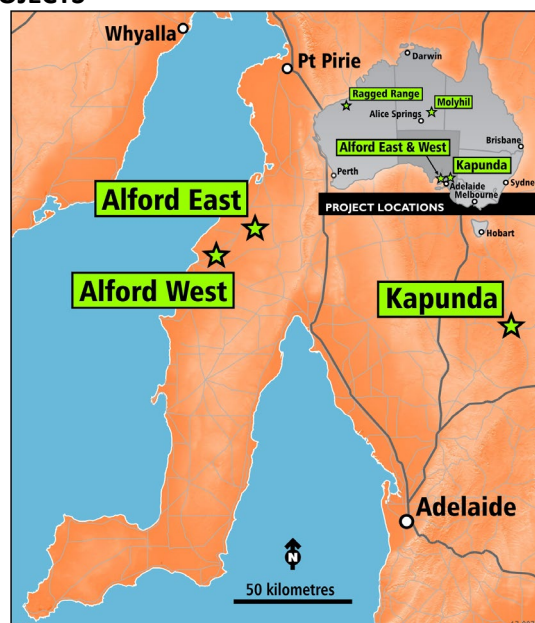 Whyalla
Pt Pirie
Darwin
Ragged Range
Molyhil
Alice Springs
Brisbane
Alford East & West
Kapunda
Perth
Adelaide
Sydne
Melbourne
PROJECT LOCATIONS
Hobart
Alford East
Alford West
Kapunda
Adelaide
N
50 kilometres